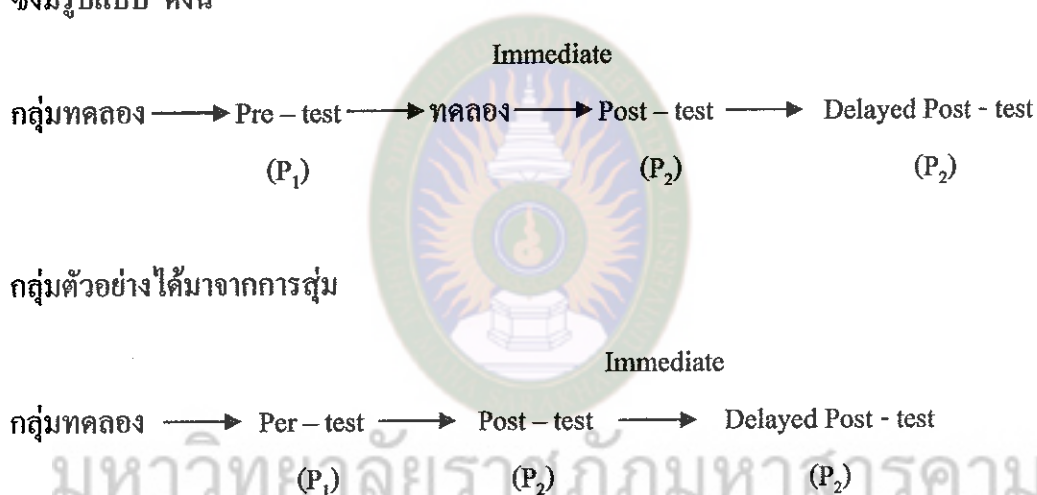 ซึ่งมีรูปแบบ ดังนี้
Immediate
กลุ่มทดลอง → Pre – test → ทดลอง → Post – test → Delayed Post - test
(P₁) (P₂) (P₂)
กลุ่มตัวอย่างได้มาจากการสุ่ม
Immediate
กลุ่มทดลอง → Per – test → Post – test → Delayed Post - test
มหาวิทยาลัยราชภัฏมหาสารคาม
(P₁) (P₂) (P₂)